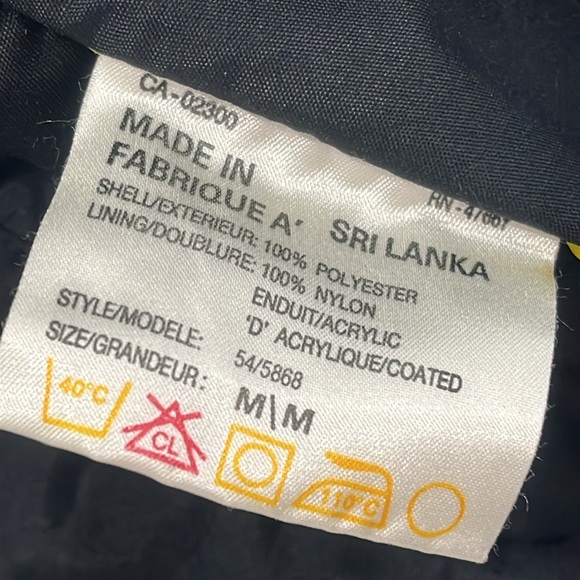 CA-02300
RN-47667
MADE IN
FABRIQUE A' SRI LANKA
SHELL/EXTERIEUR: 100% POLYESTER
LINING/DOUBLURE: 100% NYLON
ENDUIT/ACRYLIC
'D' ACRYLIQUE/COATED
STYLE/MODELE: 54/5868
SIZE/GRANDEUR: M\M
40°C
CL
110°C